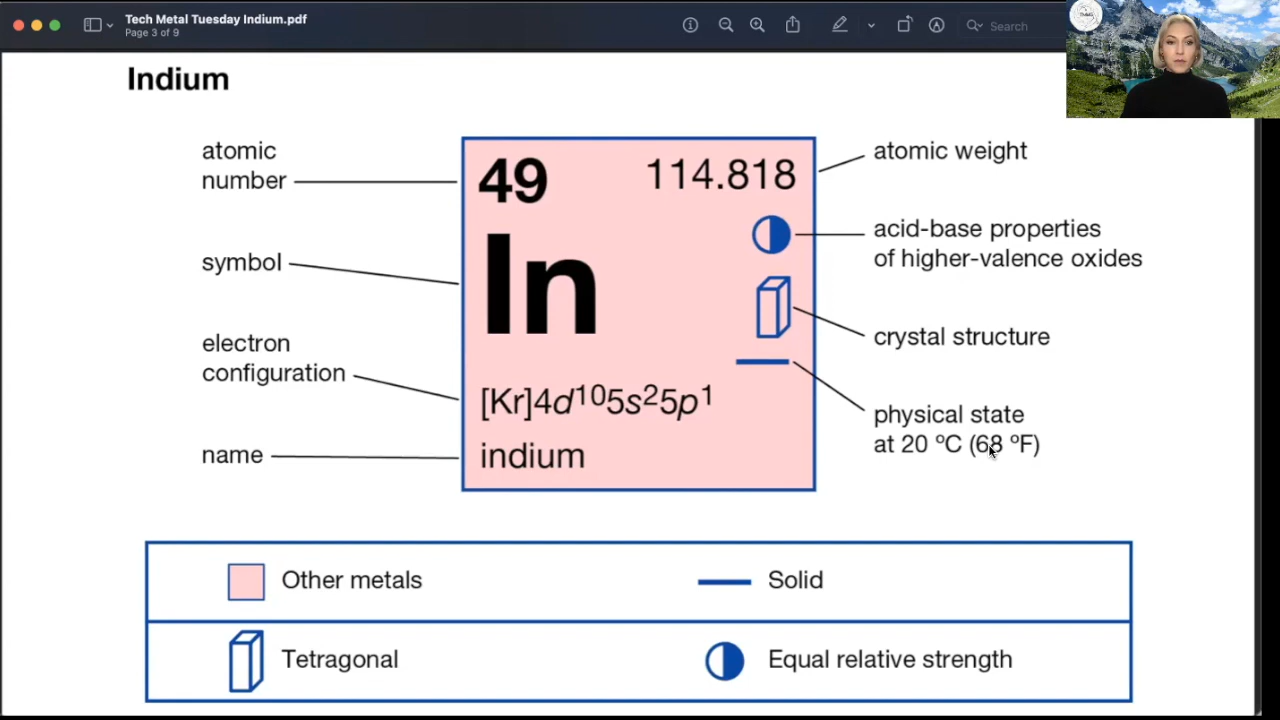 Tech Metal Tuesday Indium.pdf
Page 3 of 9
Search
Indium
atomic
number
symbol
electron
configuration
name
49
114.818
In
[Kr]4d¹⁰5s²5p¹
indium
atomic weight
acid-base properties
of higher-valence oxides
crystal structure
physical state
at 20 ºC (68 ºF)
Other metals
Solid
Tetragonal
Equal relative strength